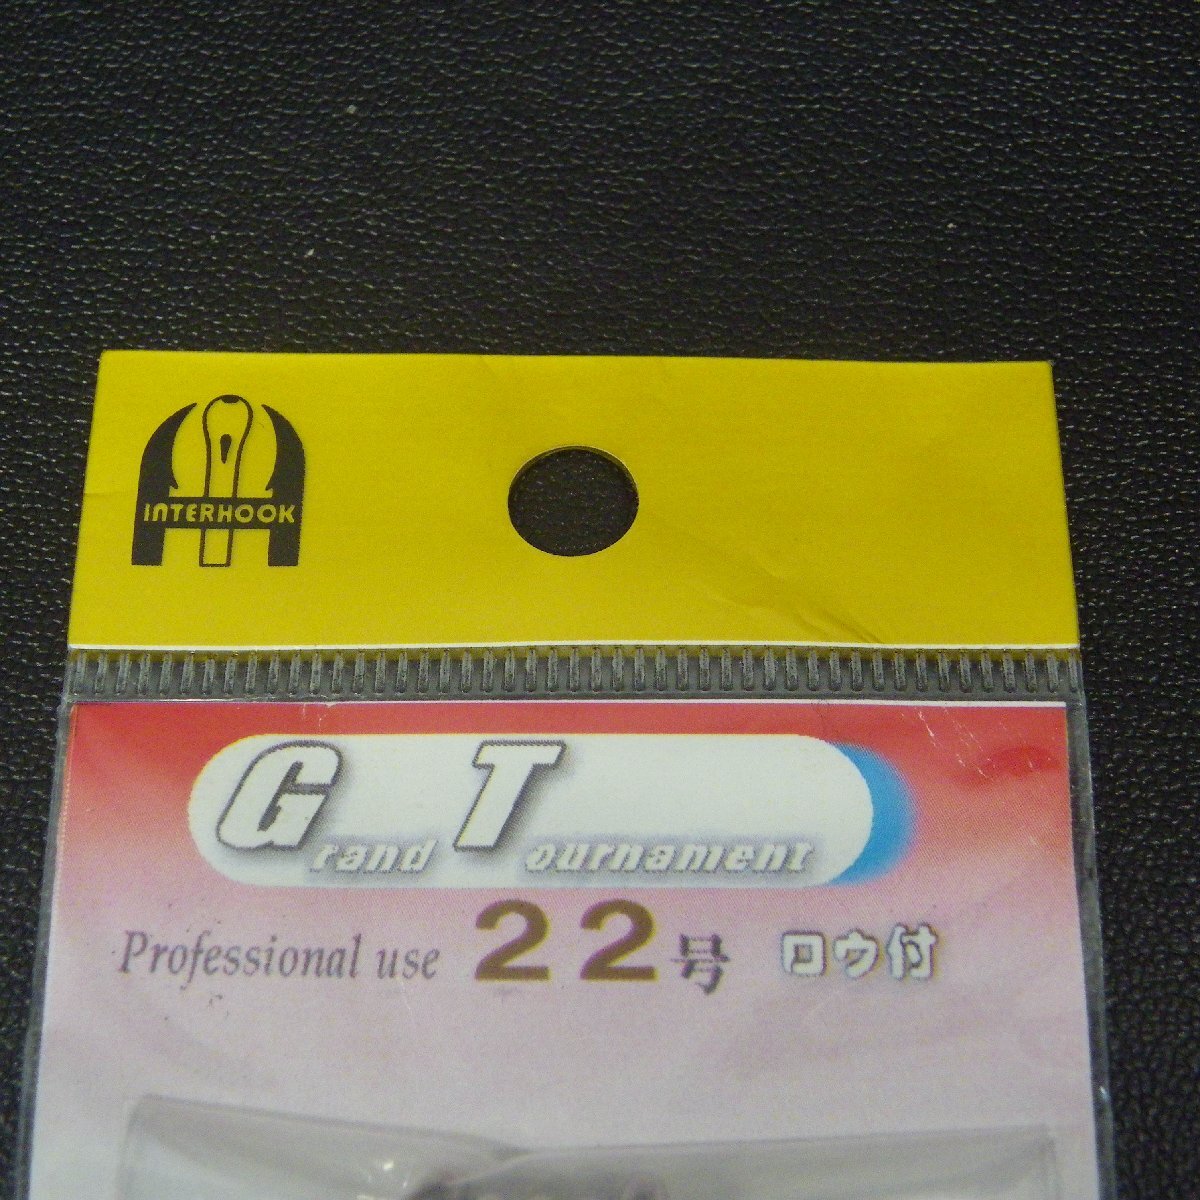 INTERHOOK
Grand Tournament
Professional use 22号 ロウ付